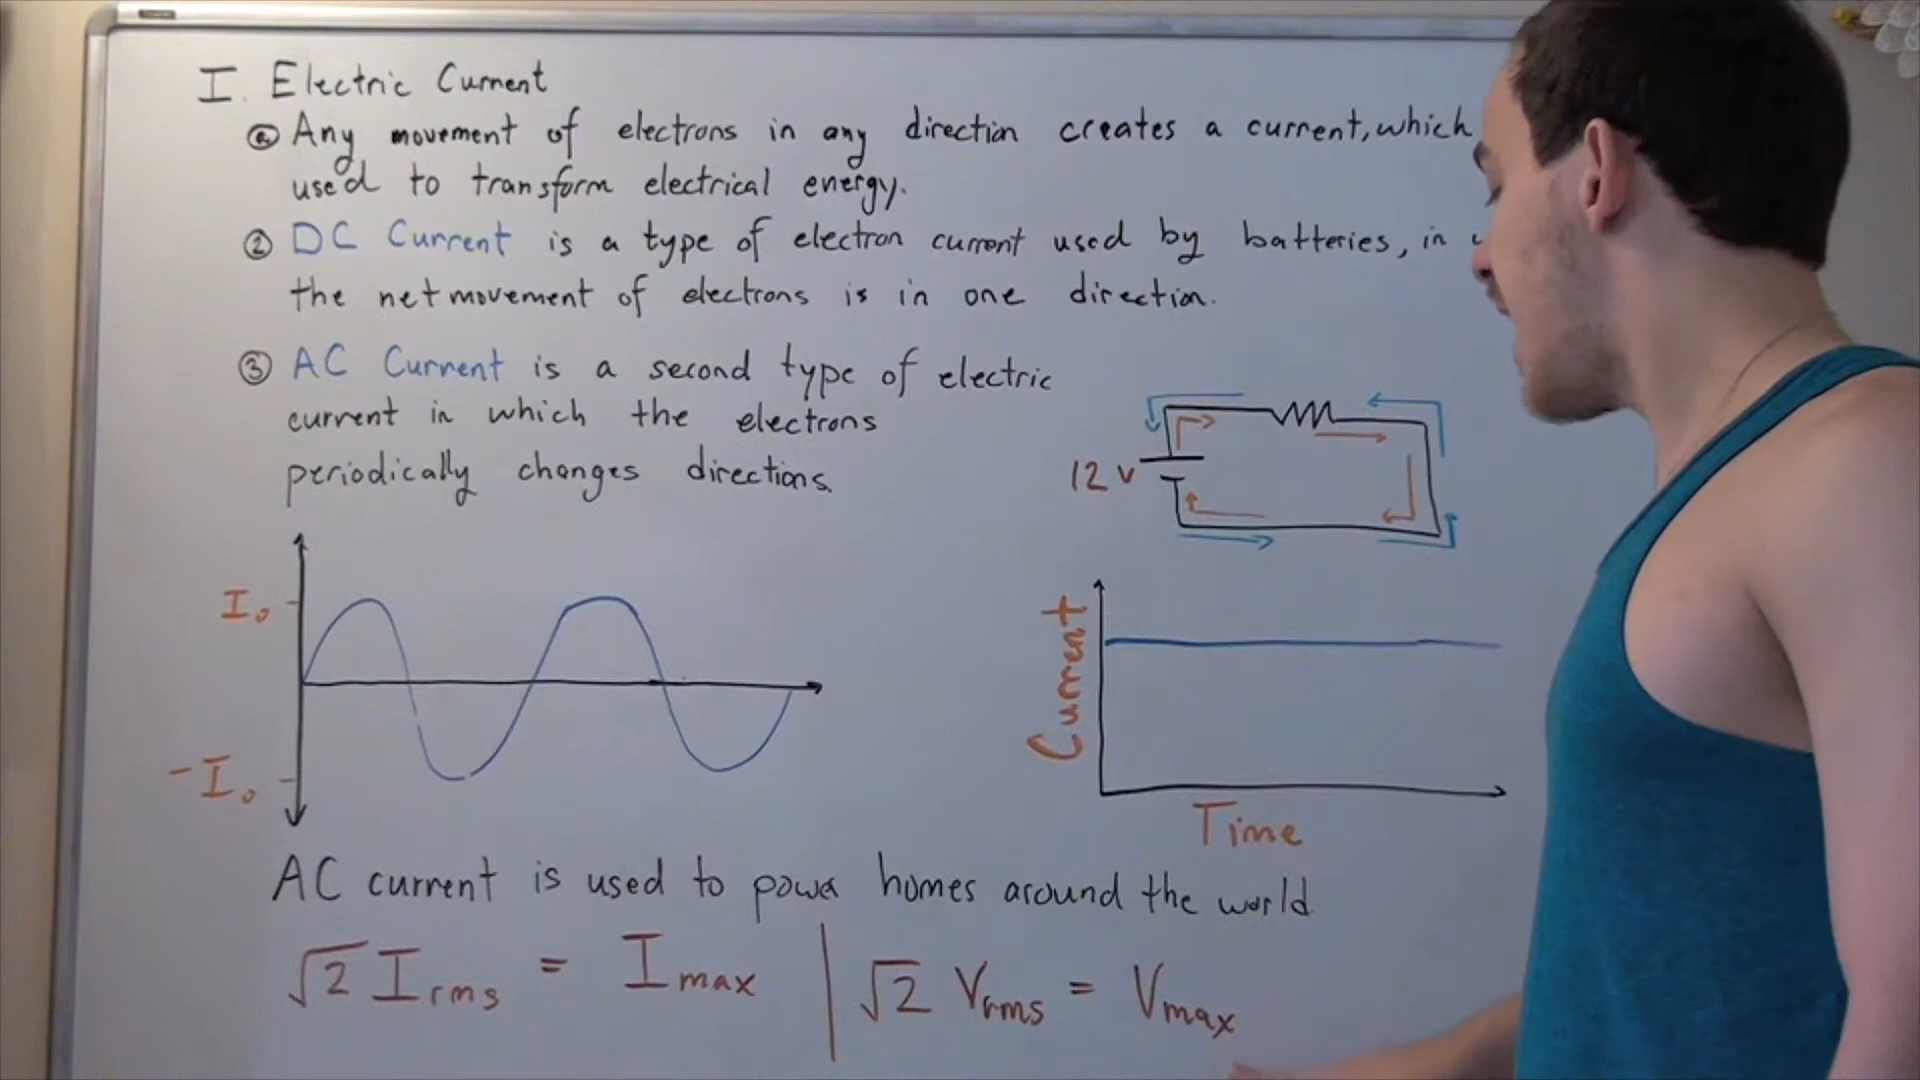 I. Electric Current
① Any movement of electrons in any direction creates a current, which
used to transform electrical energy.
② DC Current is a type of electron current used by batteries, in
the net movement of electrons is in one direction.
③ AC Current is a second type of electric
current in which the electrons
periodically changes directions.
12 V
I₀
-I₀
Current
Time
AC current is used to power homes around the world
√2 Irms = Imax | √2 Vrms = Vmax